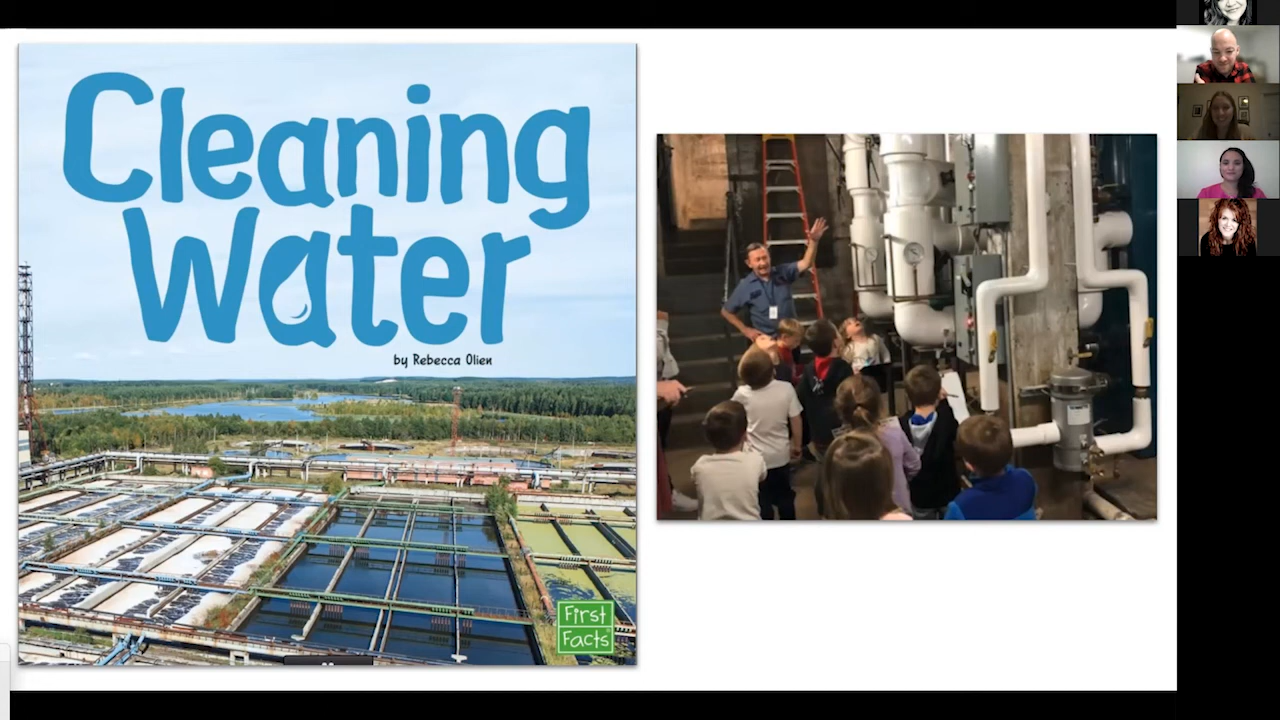 Cleaning
Water
by Rebecca Olien
First
Facts